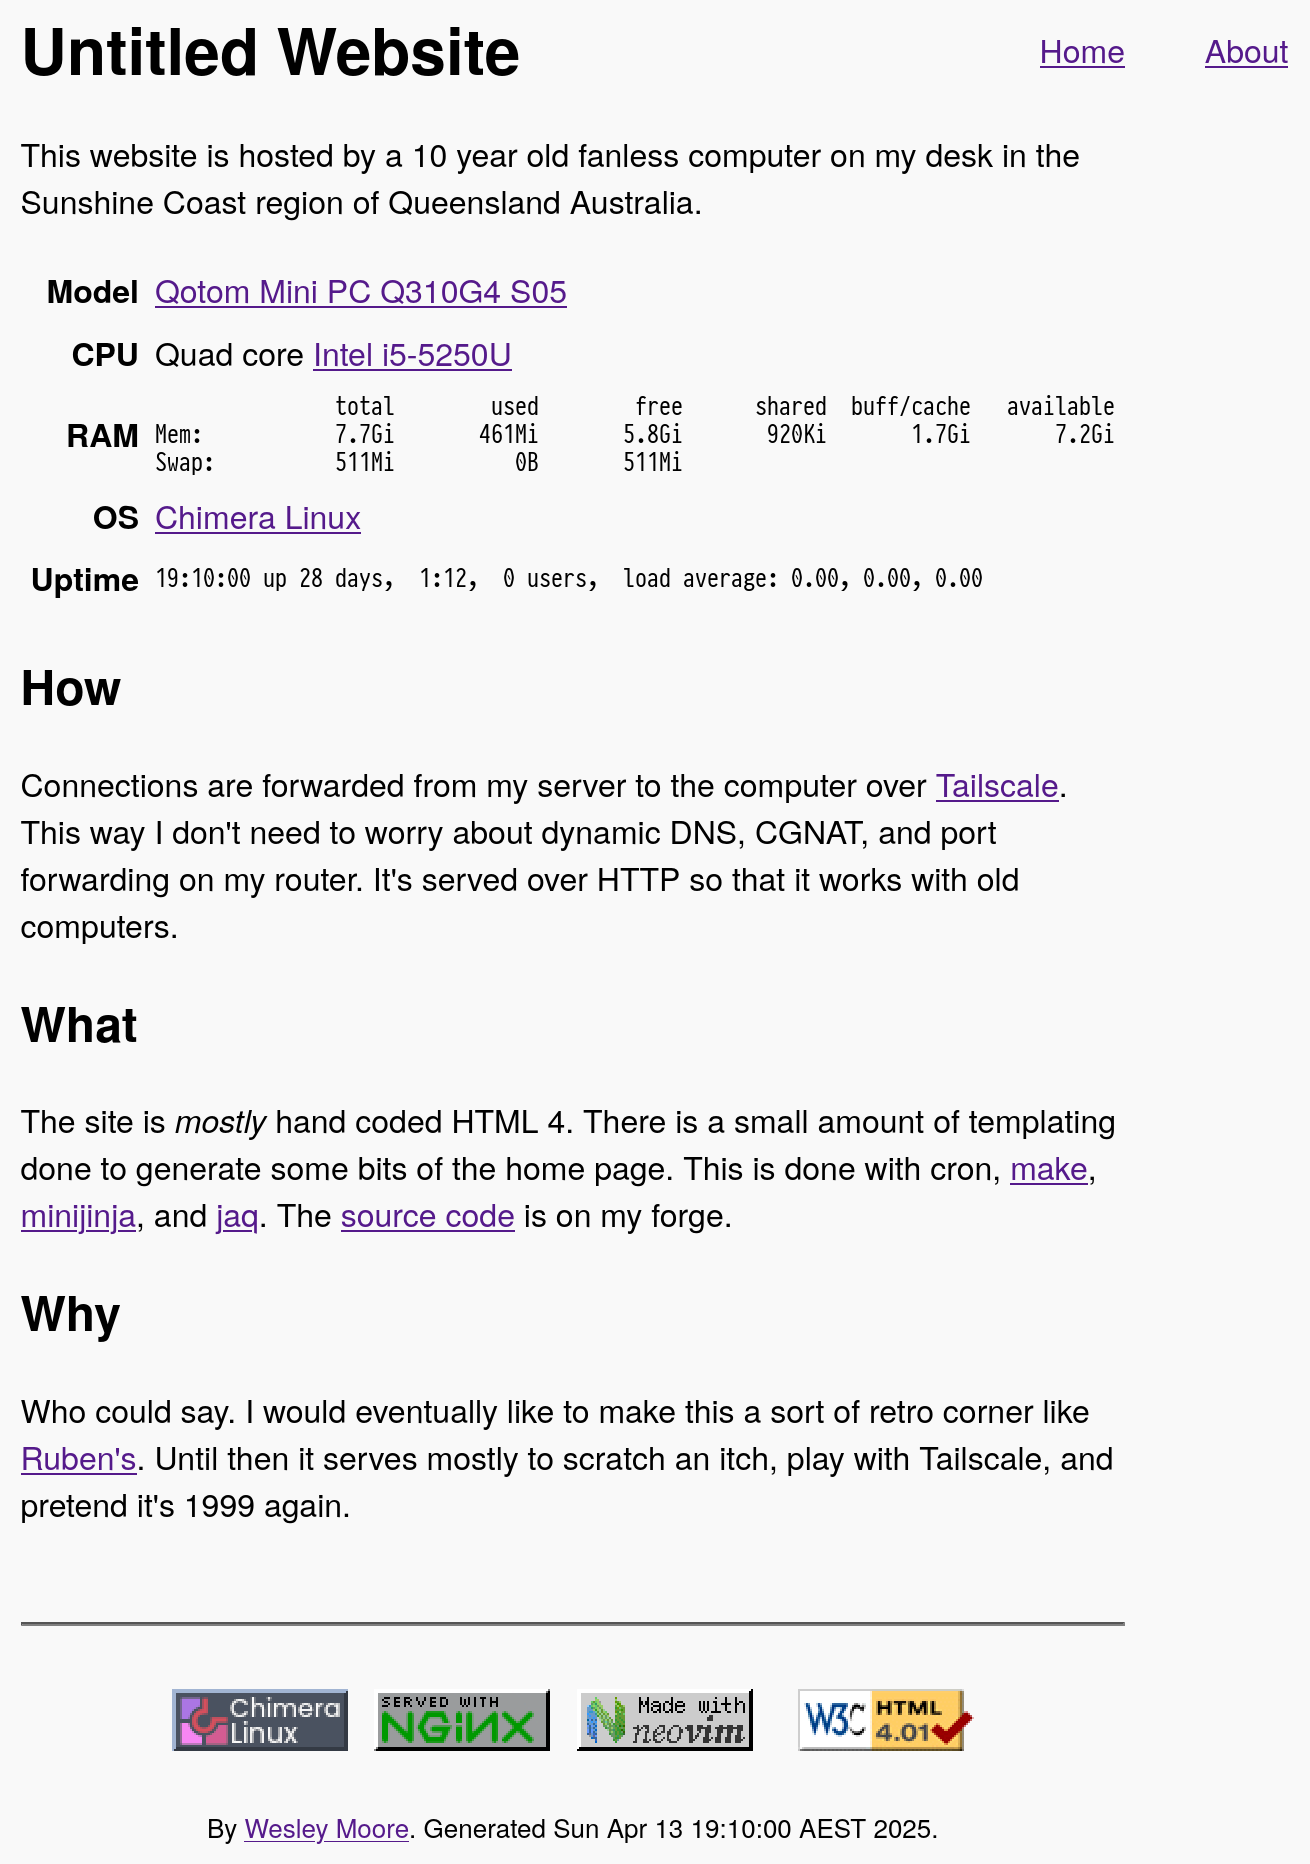 Untitled Website
Home About
This website is hosted by a 10 year old fanless computer on my desk in the
Sunshine Coast region of Queensland Australia.
Model Qotom Mini PC Q310G4 S05
CPU Quad core Intel i5-5250U
total used free shared buff/cache available
RAM Mem: 7.7Gi 461Mi 5.8Gi 920Ki 1.7Gi 7.2Gi
Swap: 511Mi 0B 511Mi
OS Chimera Linux
Uptime 19:10:00 up 28 days, 1:12, 0 users, load average: 0.00, 0.00, 0.00
How
Connections are forwarded from my server to the computer over Tailscale.
This way I don't need to worry about dynamic DNS, CGNAT, and port
forwarding on my router. It's served over HTTP so that it works with old
computers.
What
The site is mostly hand coded HTML 4. There is a small amount of templating
done to generate some bits of the home page. This is done with cron, make,
minijinja, and jaq. The source code is on my forge.
Why
Who could say. I would eventually like to make this a sort of retro corner like
Ruben's. Until then it serves mostly to scratch an itch, play with Tailscale, and
pretend it's 1999 again.
Chimera
Linux
SERVED WITH
NGiNX
Made with
neovim
W3C HTML
4.01
By Wesley Moore. Generated Sun Apr 13 19:10:00 AEST 2025.